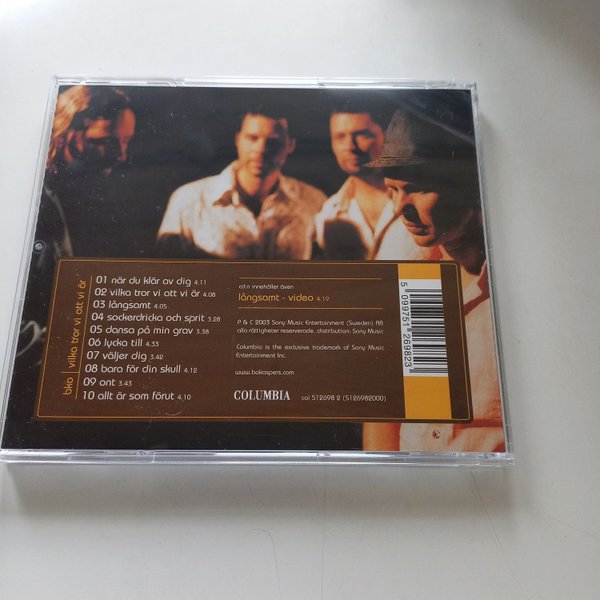 bko | vilka tror vi att vi är
01 när du klär av dig 4.11
02 vilka tror vi att vi är 4.08
03 långsamt 4.05
04 sockerdricka och sprit 3.28
05 dansa på min grav 3.38
06 lycka till 4.33
07 väljer dig 3.42
08 bara för din skull 4.12
09 ont 3.43
10 allt är som förut 4.10
cd:n innehåller även
långsamt - video 4.19
P & C 2003 Sony Music Entertainment (Sweden) AB
alla rättigheter reserverade. distribution: Sony Music
Columbia is the exclusive trademark of Sony Music
Entertainment Inc.
www.bokaspers.com
COLUMBIA
col 512698 2 (5126982000)
5 099751 269823